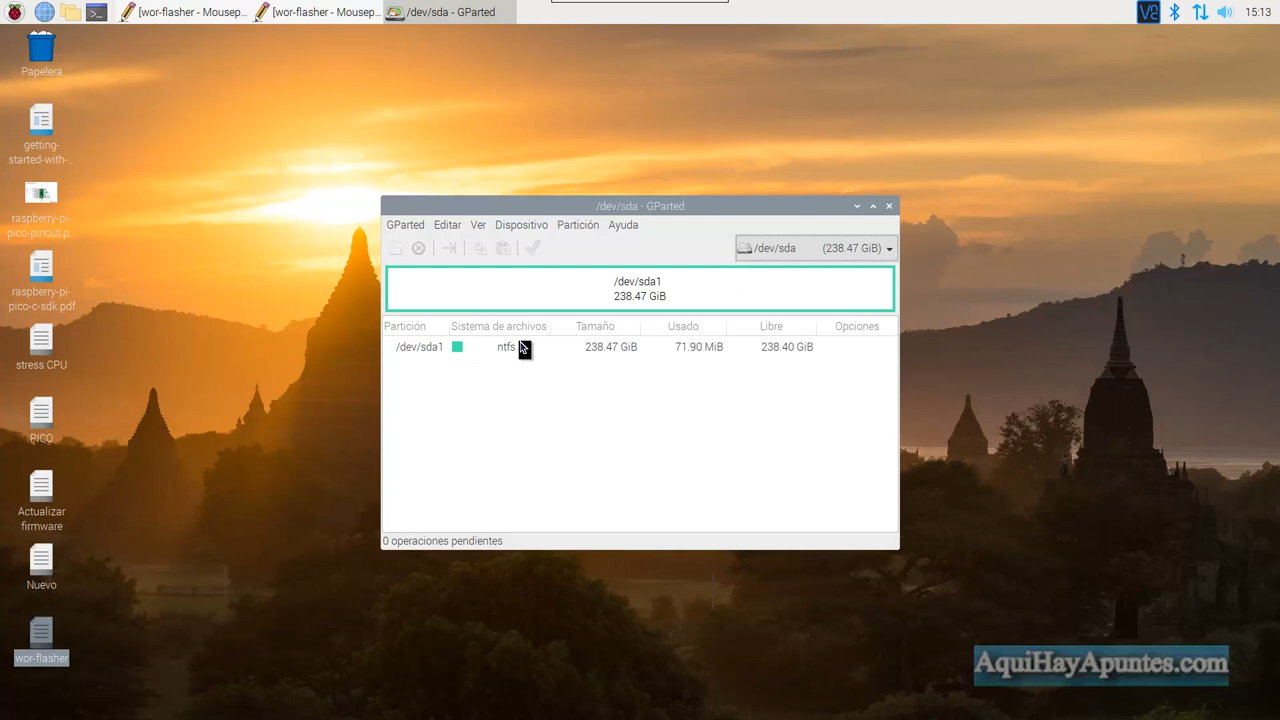 [wor-flasher - Mousep...
[wor-flasher - Mousep...
/dev/sda - GParted
15:13
Papelera
getting-
started-with-...
raspberry-pi-
pico-pinout.p...
raspberry-pi-
pico-c-sdk.pdf
stress CPU
PICO
Actualizar
firmware
Nuevo
wor-flasher
/dev/sda - GParted
GParted Editar Ver Dispositivo Partición Ayuda
/dev/sda (238.47 GiB)
/dev/sda1
238.47 GiB
Partición Sistema de archivos Tamaño Usado Libre Opciones
/dev/sda1 ntfs 238.47 GiB 71.90 MiB 238.40 GiB
0 operaciones pendientes
AquiHayApuntes.com